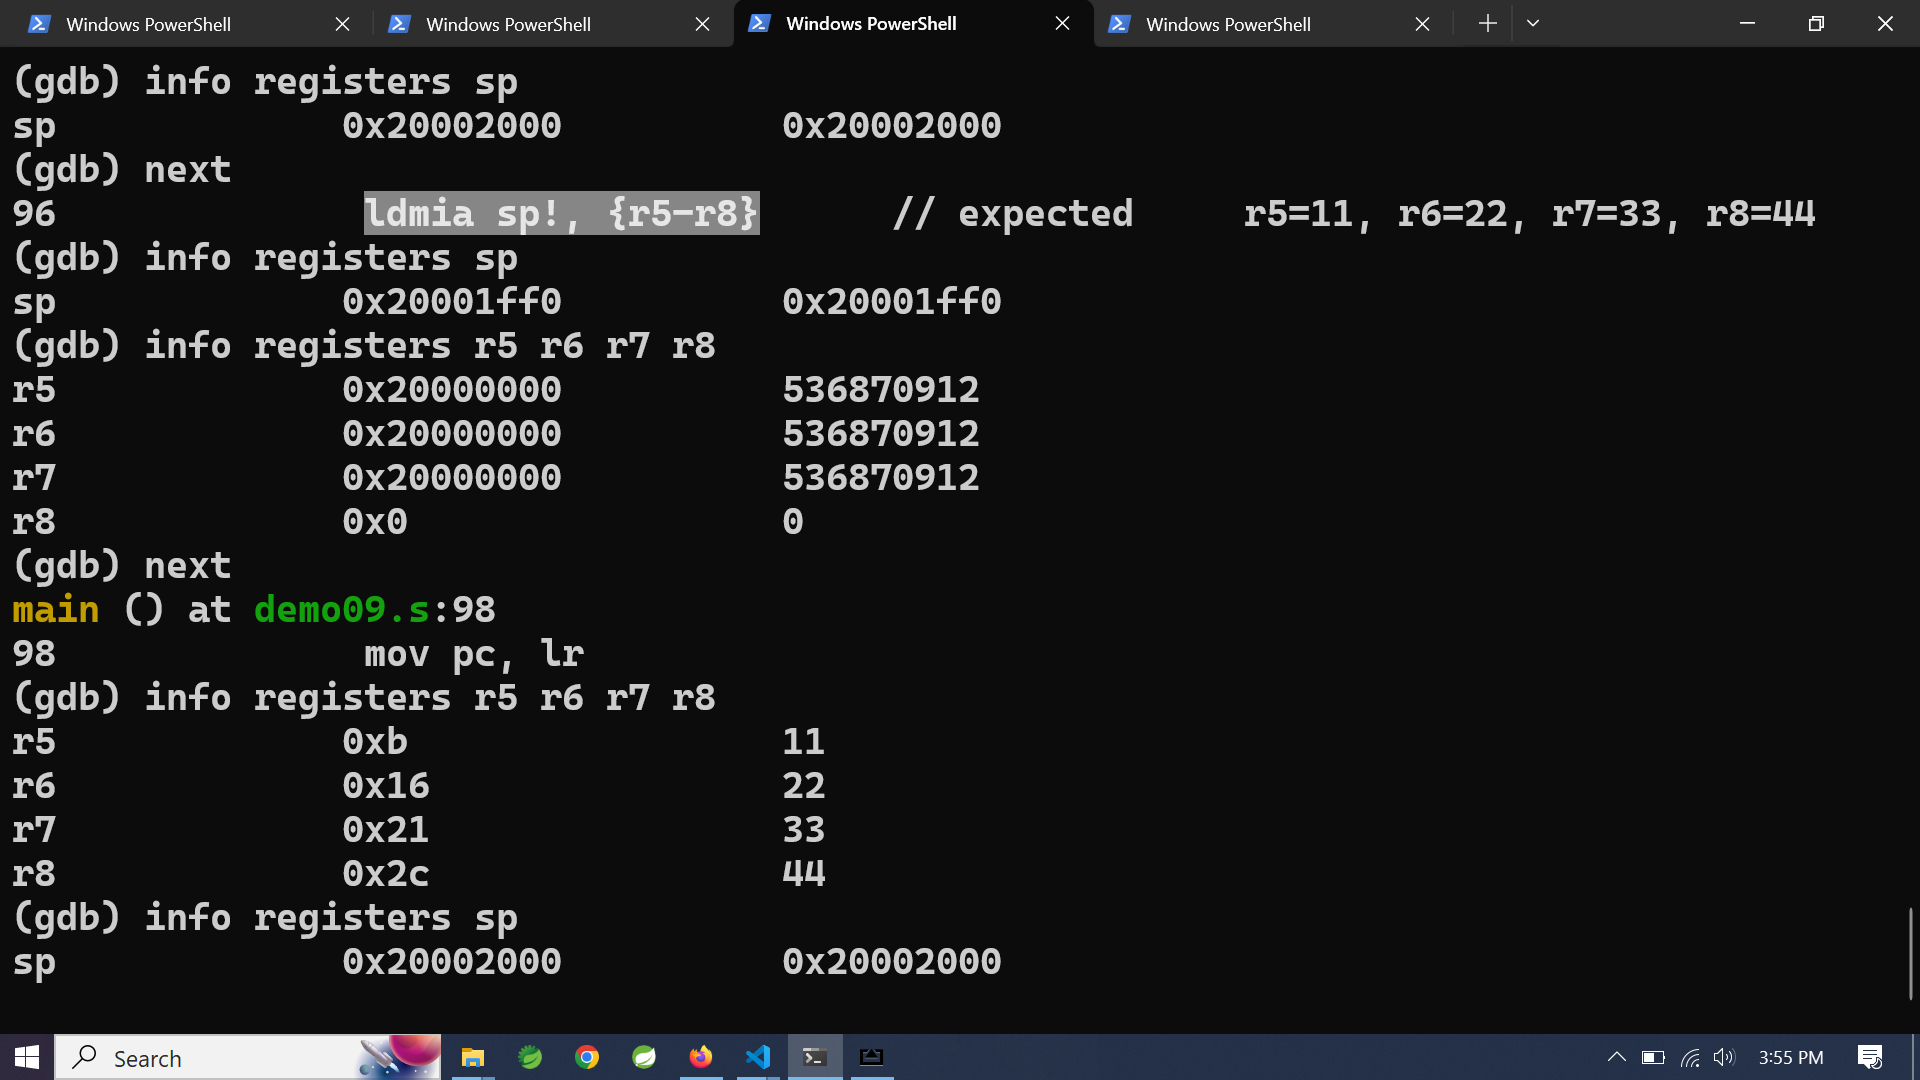 Windows PowerShell Windows PowerShell Windows PowerShell Windows PowerShell
(gdb) info registers sp
sp 0x20002000 0x20002000
(gdb) next
96 ldmia sp!, {r5-r8} // expected r5=11, r6=22, r7=33, r8=44
(gdb) info registers sp
sp 0x20001ff0 0x20001ff0
(gdb) info registers r5 r6 r7 r8
r5 0x20000000 536870912
r6 0x20000000 536870912
r7 0x20000000 536870912
r8 0x0 0
(gdb) next
main () at demo09.s:98
98 mov pc, lr
(gdb) info registers r5 r6 r7 r8
r5 0xb 11
r6 0x16 22
r7 0x21 33
r8 0x2c 44
(gdb) info registers sp
sp 0x20002000 0x20002000
Search 3:55 PM